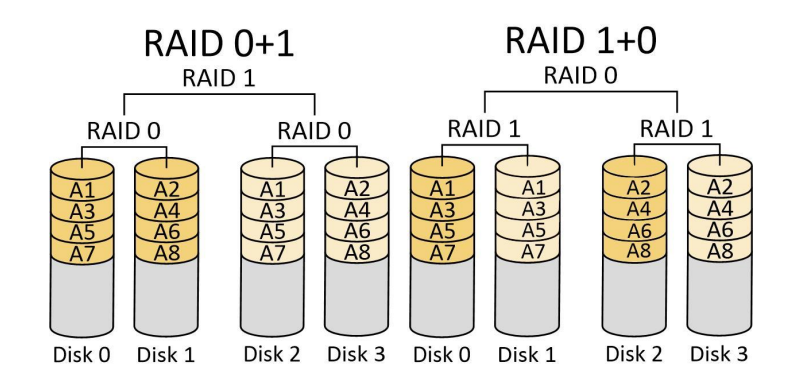 RAID 0+1
RAID 1
RAID 0 RAID 0
A1 A2 A1 A2
A3 A4 A3 A4
A5 A6 A5 A6
A7 A8 A7 A8
Disk 0 Disk 1 Disk 2 Disk 3
RAID 1+0
RAID 0
RAID 1 RAID 1
A1 A1 A2 A2
A3 A3 A4 A4
A5 A5 A6 A6
A7 A7 A8 A8
Disk 0 Disk 1 Disk 2 Disk 3